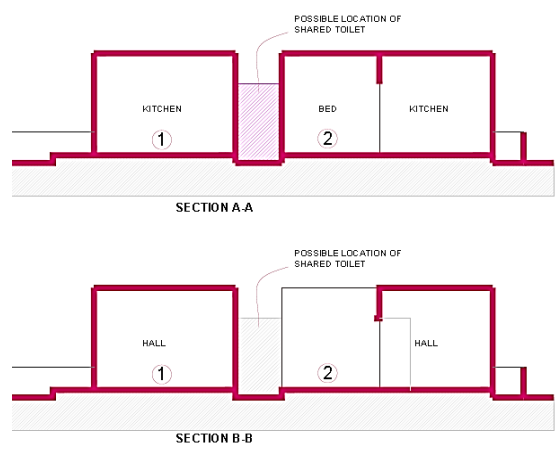 POSSIBLE LOCATION OF
SHARED TOILET
KITCHEN
BED
KITCHEN
1
2
SECTION A-A
POSSIBLE LOCATION OF
SHARED TOILET
HALL
HALL
1
2
SECTION B-B